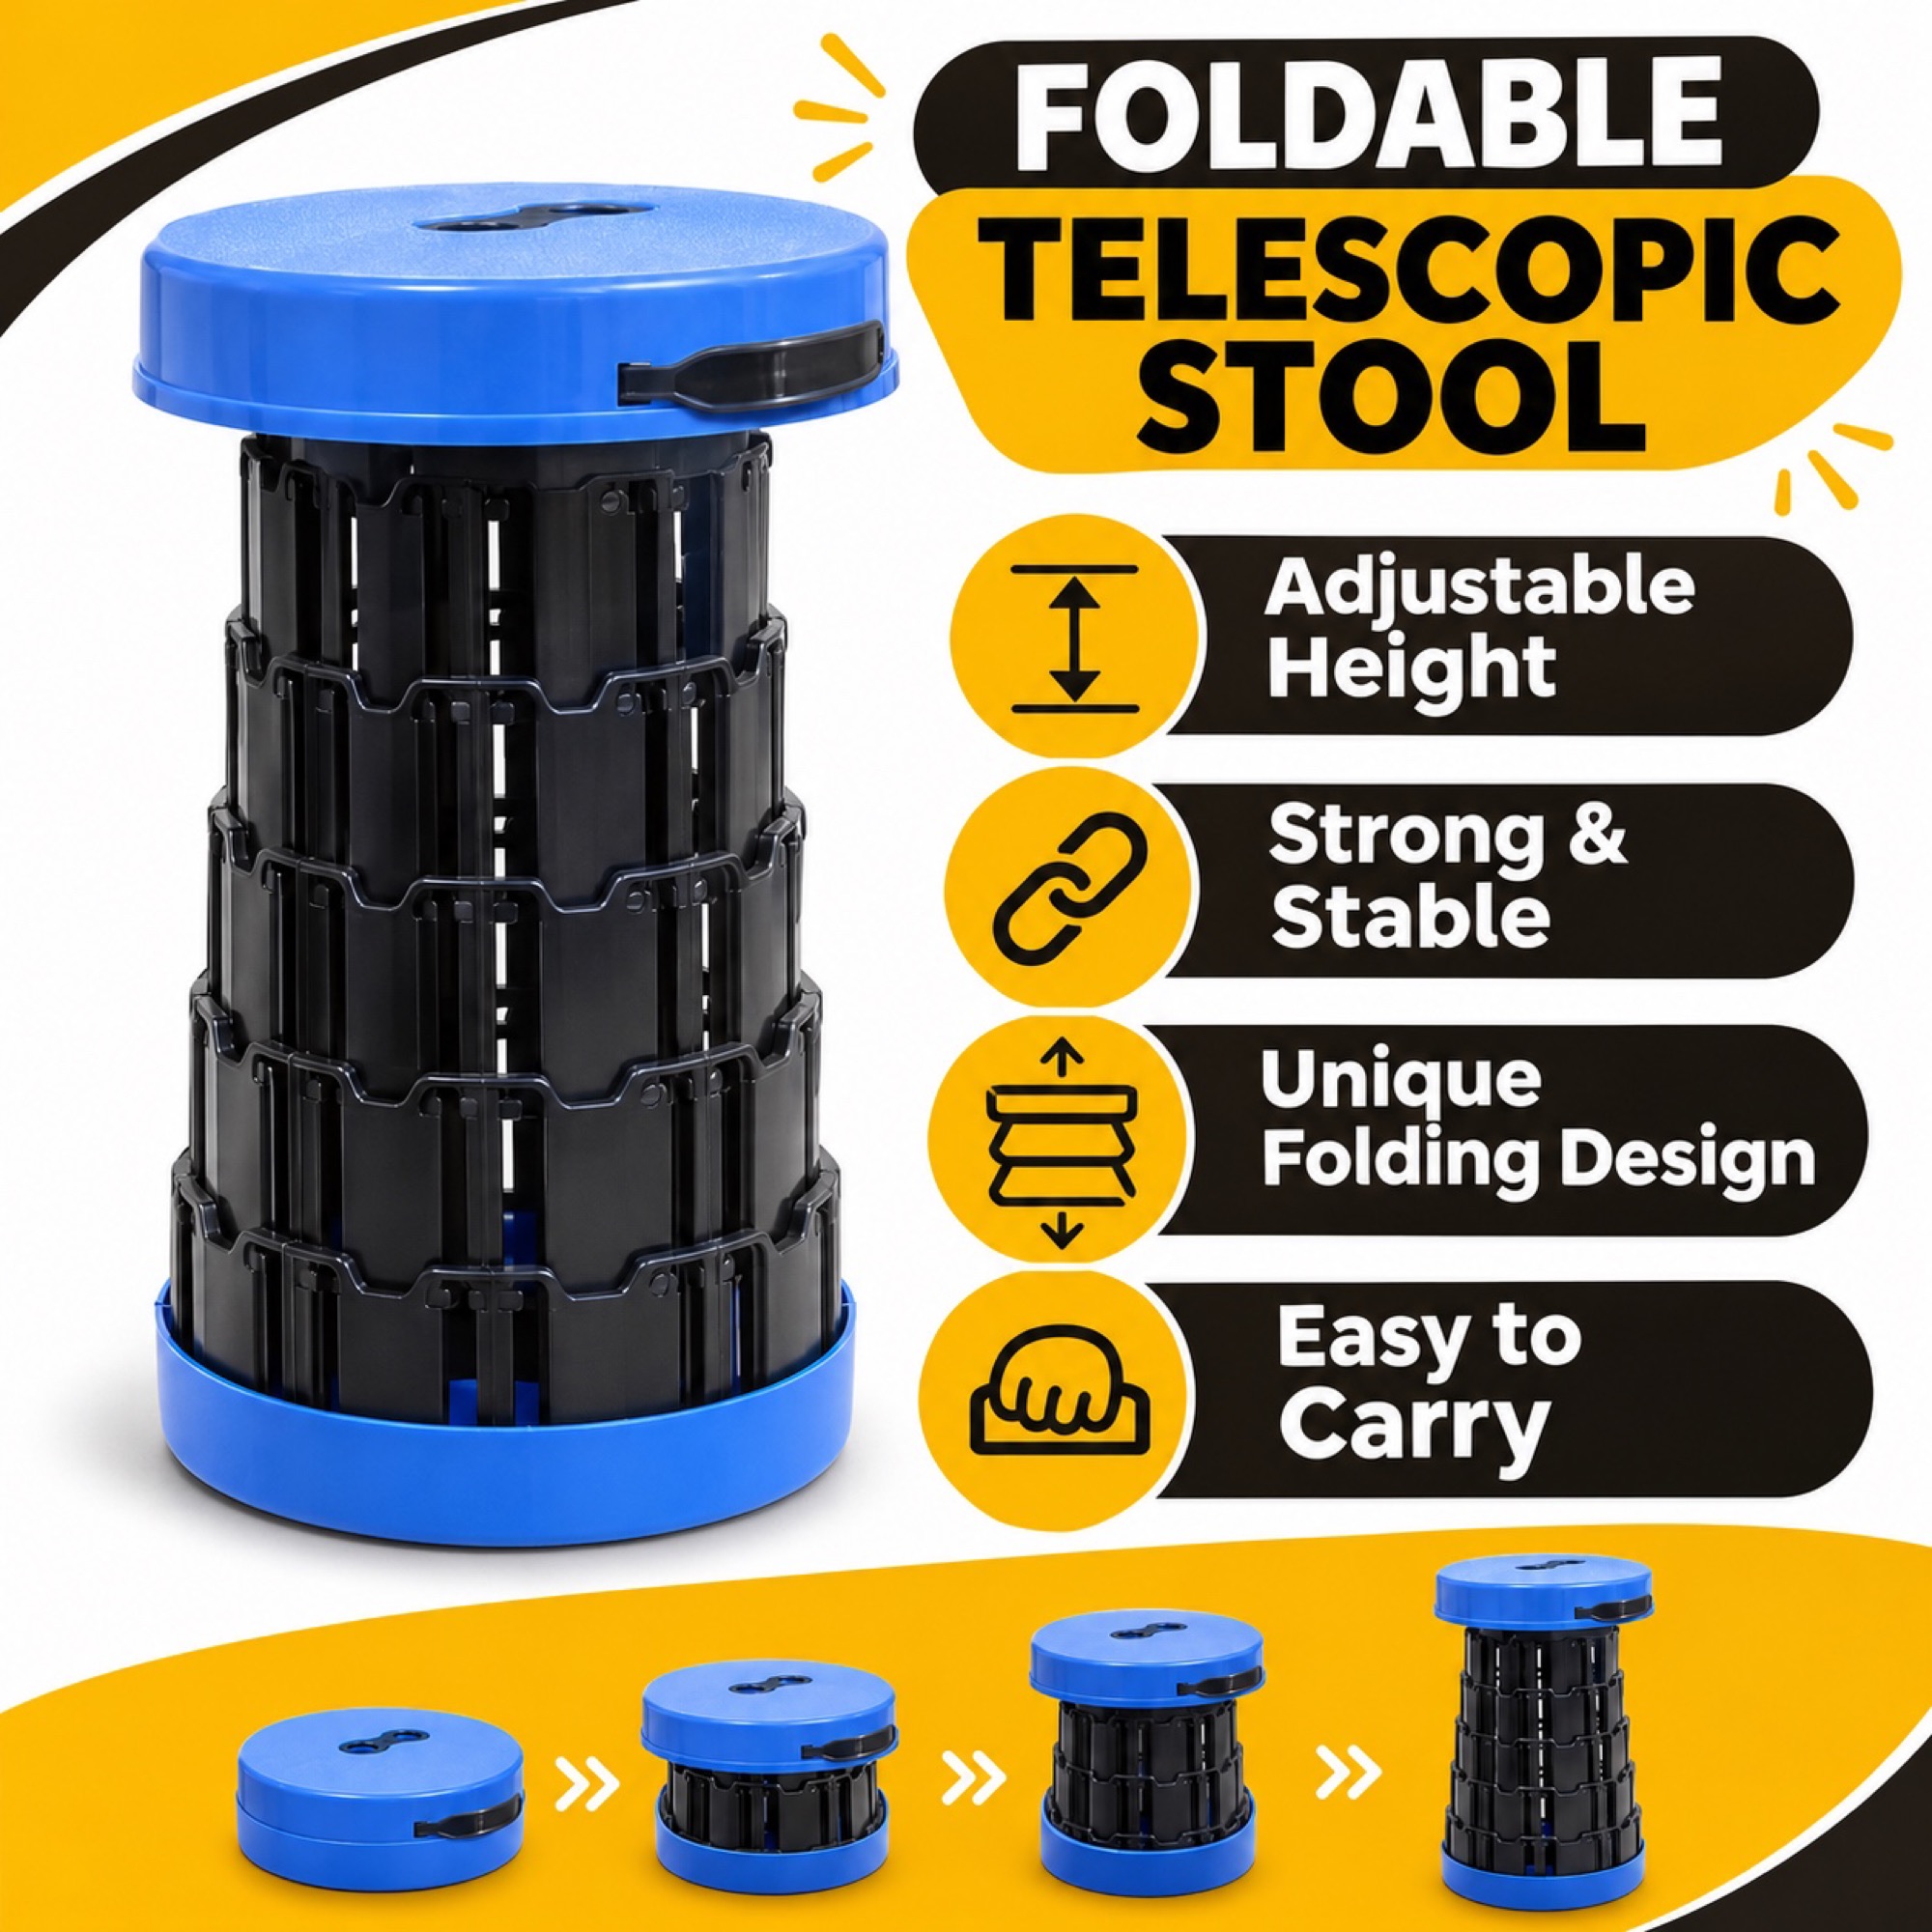 FOLDABLE
TELESCOPIC
STOOL
Adjustable
Height
Strong &
Stable
Unique
Folding Design
Easy to
Carry